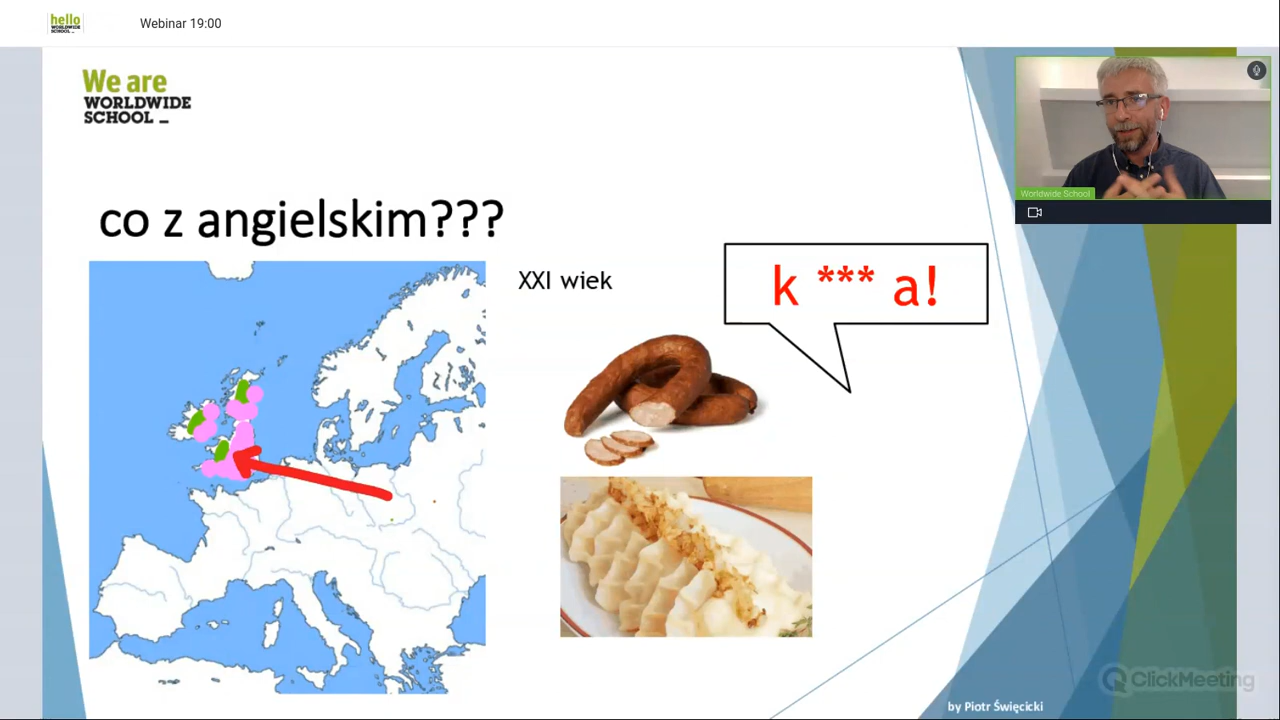 hello
WORLDWIDE
SCHOOL _
Webinar 19:00
We are
WORLDWIDE
SCHOOL _
Worldwide School
co z angielskim???
XXI wiek
k *** a!
ClickMeeting
by Piotr Święcicki